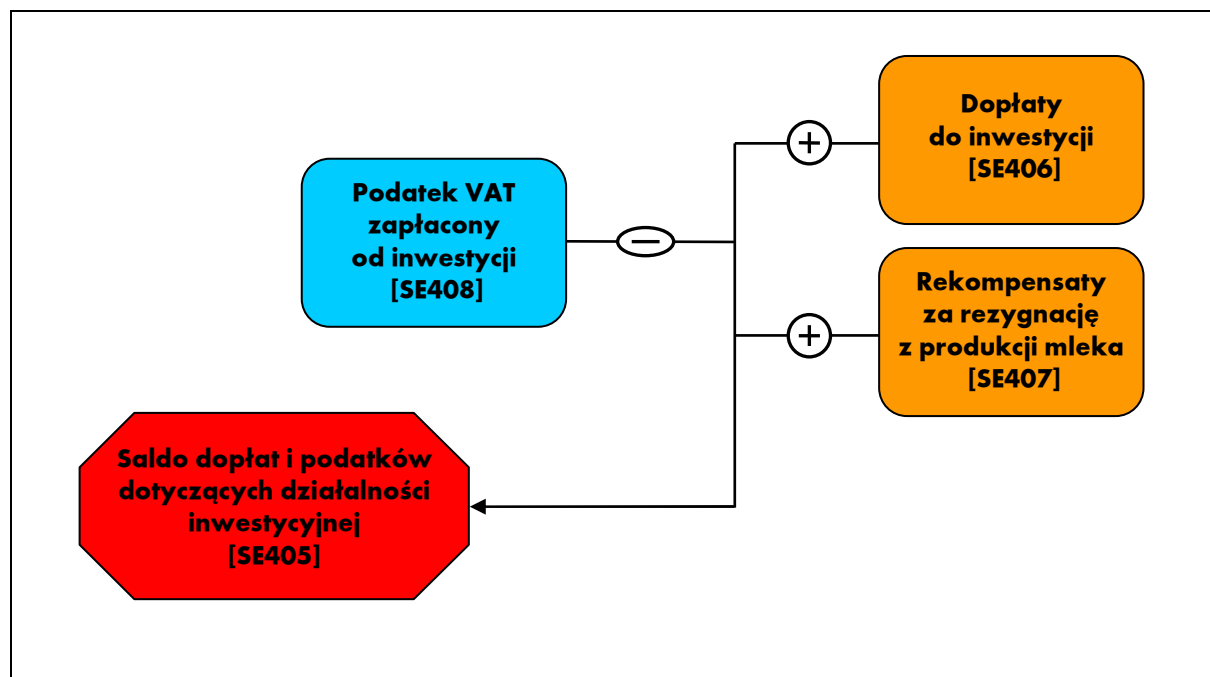 Dopłaty
do inwestycji
[SE406]
+
Podatek VAT
zapłacony
od inwestycji
[SE408]
−
Rekompensaty
za rezygnację
z produkcji mleka
[SE407]
+
Saldo dopłat i podatków
dotyczących działalności
inwestycyjnej
[SE405]